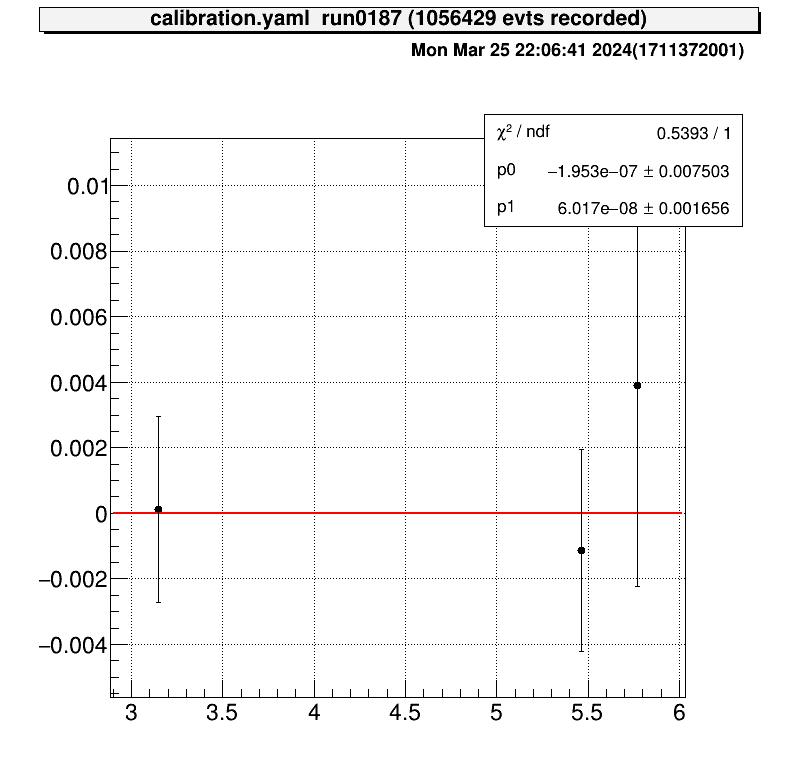 calibration.yaml  run0187 (1056429 evts recorded)
Mon Mar 25 22:06:41 2024(1711372001)
χ² / ndf 0.5393 / 1
p0 −1.953e−07 ± 0.007503
p1 6.017e−08 ± 0.001656
0.01
0.008
0.006
0.004
0.002
0
−0.002
−0.004
3 3.5 4 4.5 5 5.5 6